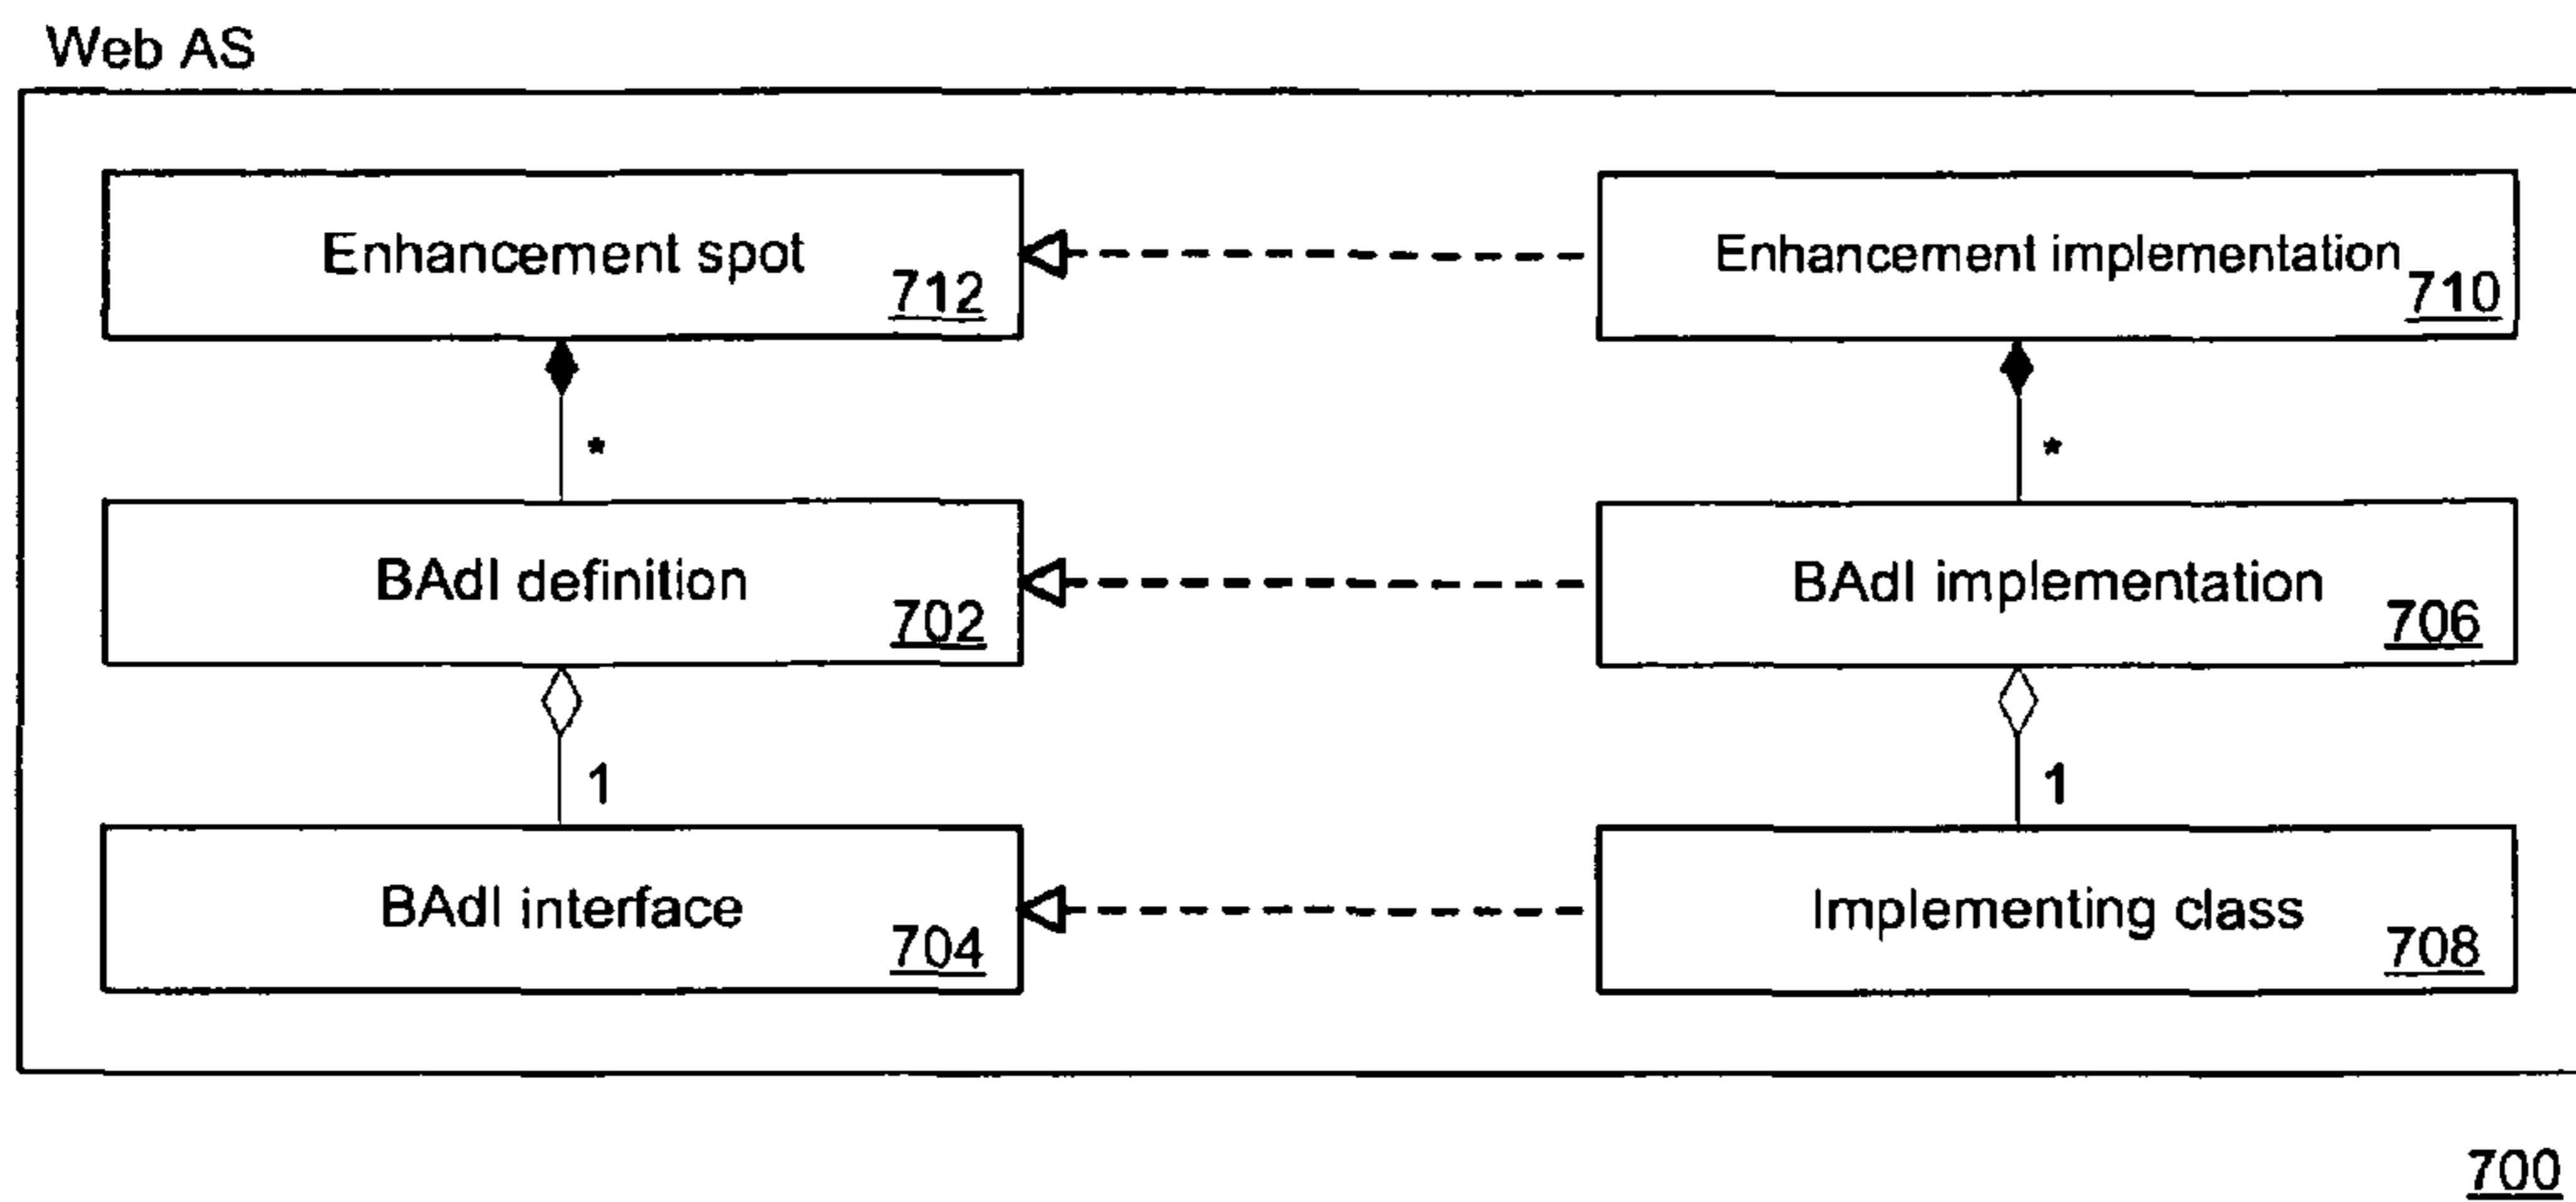 Web AS
Enhancement spot
712
Enhancement implementation
710
*
*
BAdI definition
702
BAdI implementation
706
1
1
BAdI interface
704
Implementing class
708
700